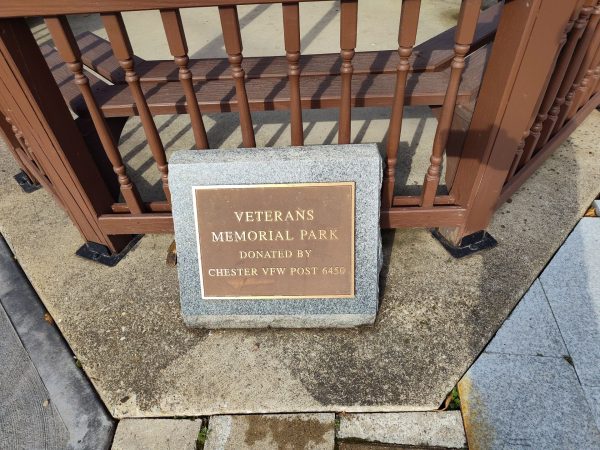 VETERANS
MEMORIAL PARK
DONATED BY
CHESTER VFW POST 6450